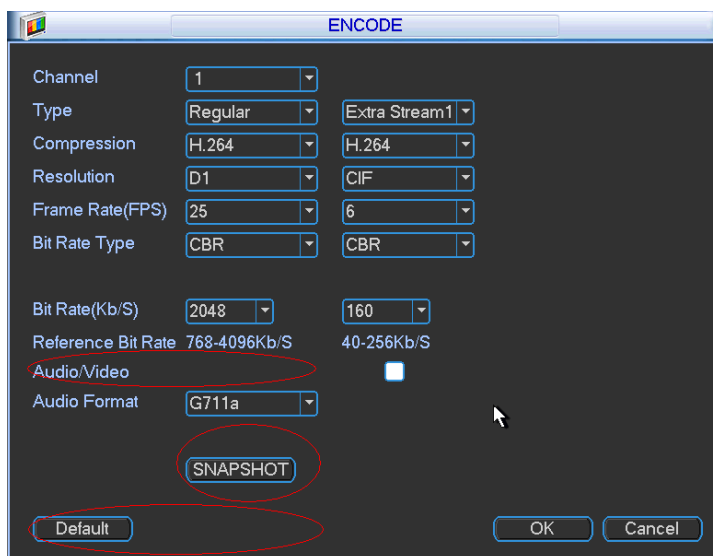 ENCODE
Channel 1
Type Regular Extra Stream1
Compression H.264 H.264
Resolution D1 CIF
Frame Rate(FPS) 25 6
Bit Rate Type CBR CBR
Bit Rate(Kb/S) 2048 160
Reference Bit Rate 768-4096Kb/S 40-256Kb/S
Audio/Video
Audio Format G711a
SNAPSHOT
Default OK Cancel